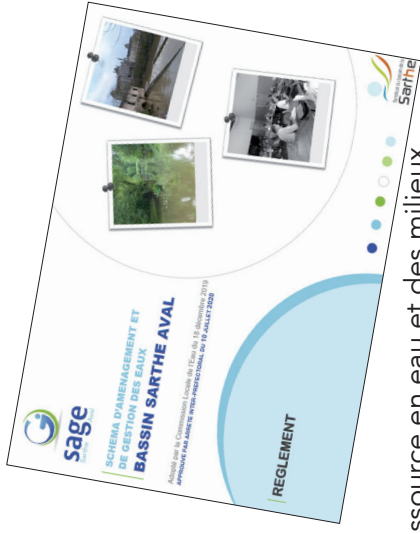 sage
Sarthe Aval
SCHEMA D'AMENAGEMENT ET
DE GESTION DES EAUX
BASSIN SARTHE AVAL
Adopté par la Commission Locale de l'Eau du 18 décembre 2019
APPROUVE PAR ARRETE INTER-PREFECTORAL DU 10 JUILLET 2020
REGLEMENT
Sarthe
ssource en eau et des milieux